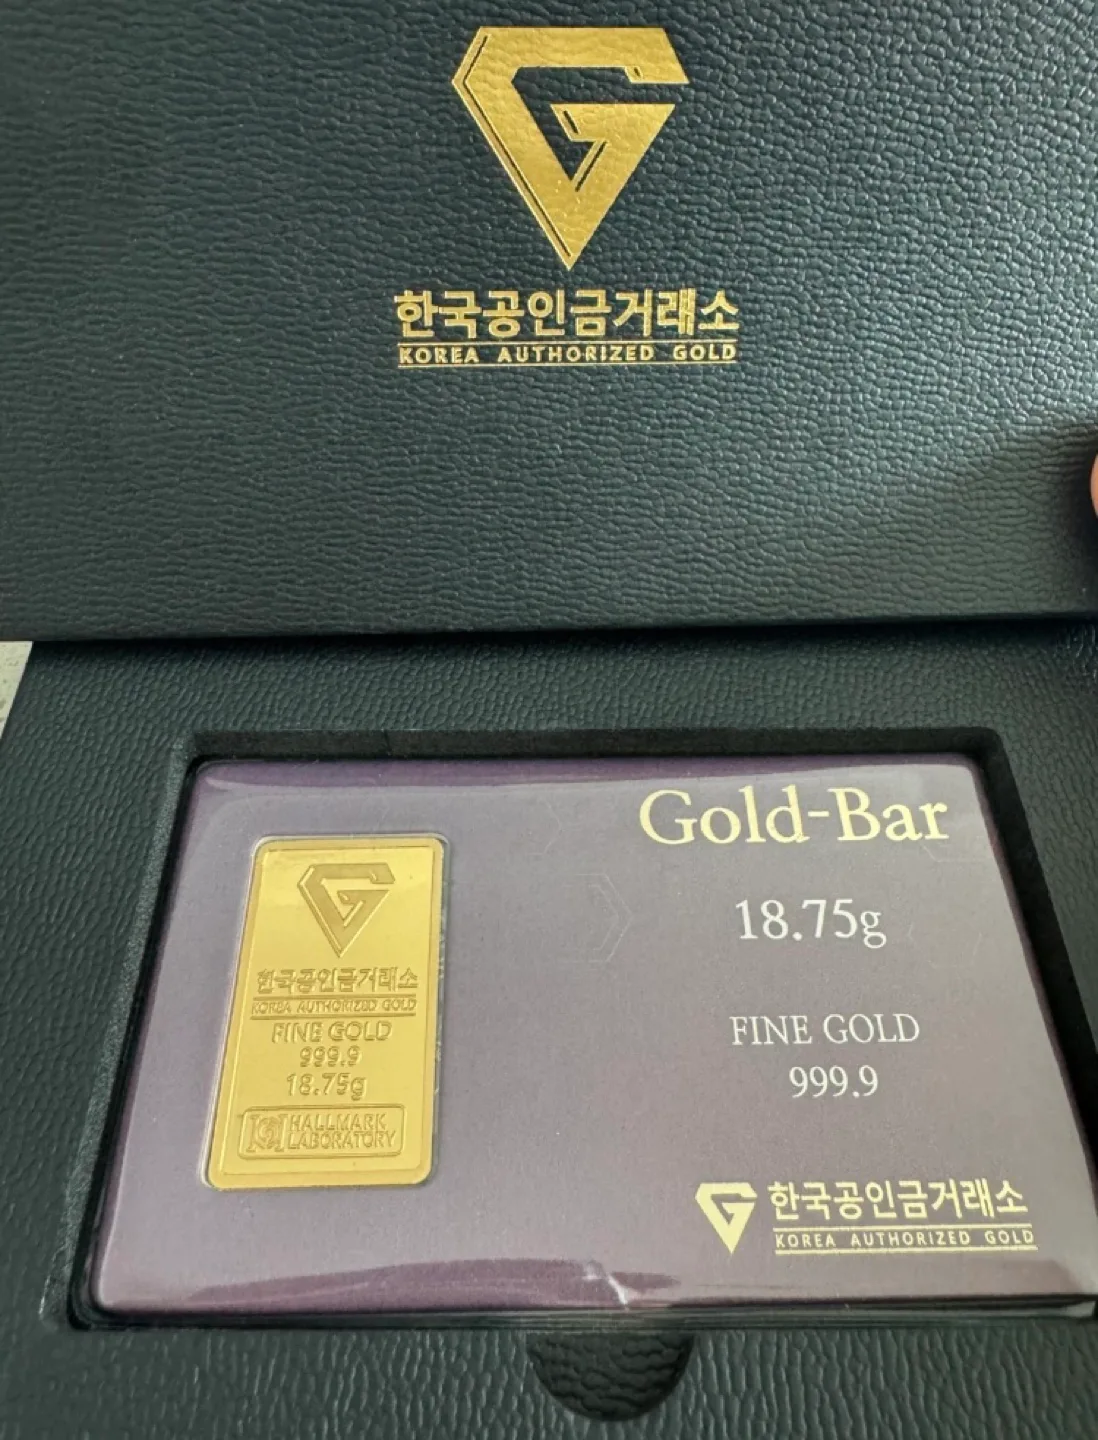 한국공인금거래소
KOREA AUTHORIZED GOLD
Gold-Bar
18.75g
FINE GOLD
999.9
한국공인금거래소
KOREA AUTHORIZED GOLD
한국공인금거래소
KOREA AUTHORIZED GOLD
FINE GOLD
999.9
18.75g
HALLMARK
LABORATORY